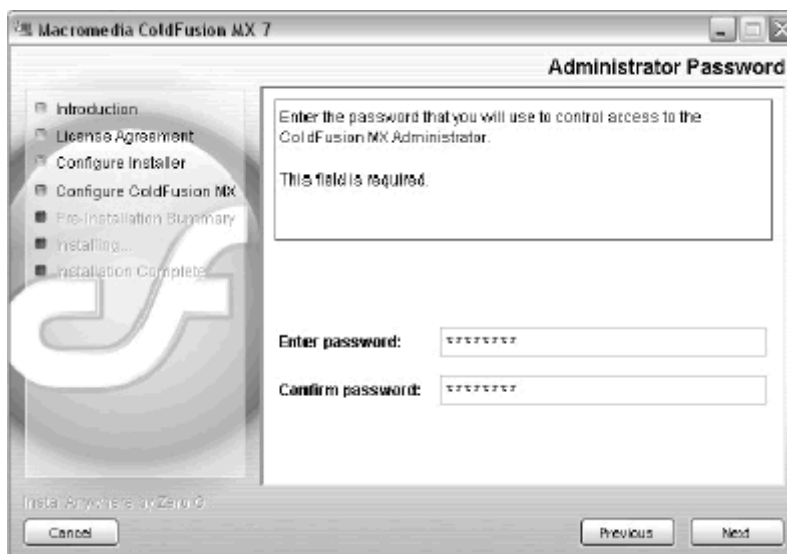 Macromedia ColdFusion MX 7
Administrator Password
Introduction
License Agreement
Configure Installer
Configure ColdFusion MX
Pre-Installation Summary
Installing...
Installation Complete
Enter the password that you will use to control access to the
ColdFusion MX Administrator.
This field is required.
Enter password: ********
Confirm password: ********
InstallAnywhere by Zero G
Cancel
Previous
Next